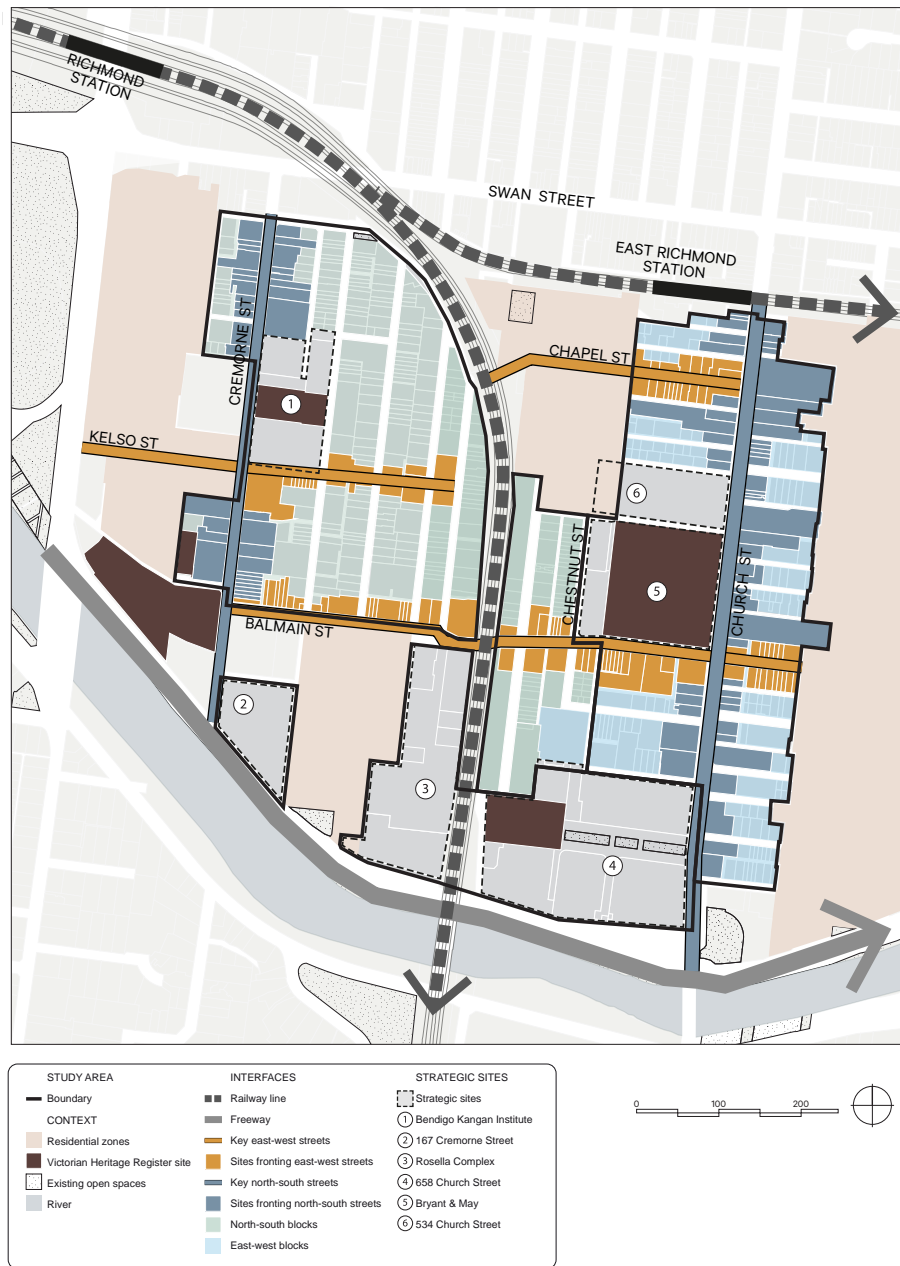 RICHMOND
STATION
SWAN STREET
EAST RICHMOND
STATION
CREMORNE ST
CHAPEL ST
1
KELSO ST
6
CHESTNUT ST
5
CHURCH ST
BALMAIN ST
2
3
4
STUDY AREA
Boundary
CONTEXT
Residential zones
Victorian Heritage Register site
Existing open spaces
River
INTERFACES
Railway line
Freeway
Key east-west streets
Sites fronting east-west streets
Key north-south streets
Sites fronting north-south streets
North-south blocks
East-west blocks
STRATEGIC SITES
Strategic sites
1 Bendigo Kangan Institute
2 167 Cremorne Street
3 Rosella Complex
4 658 Church Street
5 Bryant & May
6 534 Church Street
0 100 200